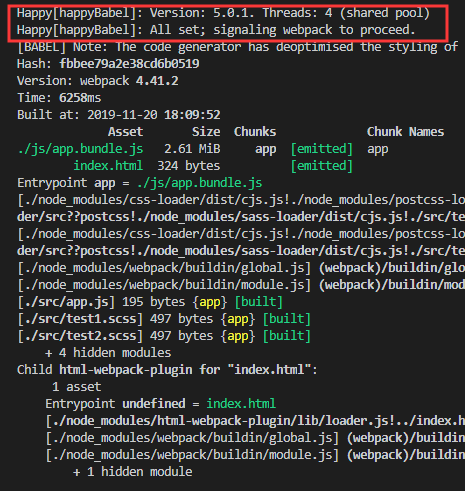 Happy[happyBabel]: Version: 5.0.1. Threads: 4 (shared pool)
Happy[happyBabel]: All set; signaling webpack to proceed.
[BABEL] Note: The code generator has deoptimised the styling of
Hash: fbbee79a2e38cd6b0519
Version: webpack 4.41.2
Time: 6258ms
Built at: 2019-11-20 18:09:52
Asset Size Chunks Chunk Names
./js/app.bundle.js 2.61 MiB app [emitted] app
index.html 324 bytes [emitted]
Entrypoint app = ./js/app.bundle.js
[./node_modules/css-loader/dist/cjs.js!./node_modules/postcss-lo
der/src??postcss!./node_modules/sass-loader/dist/cjs.js!./src/te
[./node_modules/css-loader/dist/cjs.js!./node_modules/postcss-lo
der/src??postcss!./node_modules/sass-loader/dist/cjs.js!./src/te
[./node_modules/webpack/buildin/global.js] (webpack)/buildin/glo
[./node_modules/webpack/buildin/module.js] (webpack)/buildin/mod
[./src/app.js] 195 bytes {app} [built]
[./src/test1.scss] 497 bytes {app} [built]
[./src/test2.scss] 497 bytes {app} [built]
+ 4 hidden modules
Child html-webpack-plugin for "index.html":
1 asset
Entrypoint undefined = index.html
[./node_modules/html-webpack-plugin/lib/loader.js!../index.h
[./node_modules/webpack/buildin/global.js] (webpack)/buildin
[./node_modules/webpack/buildin/module.js] (webpack)/buildin
+ 1 hidden module